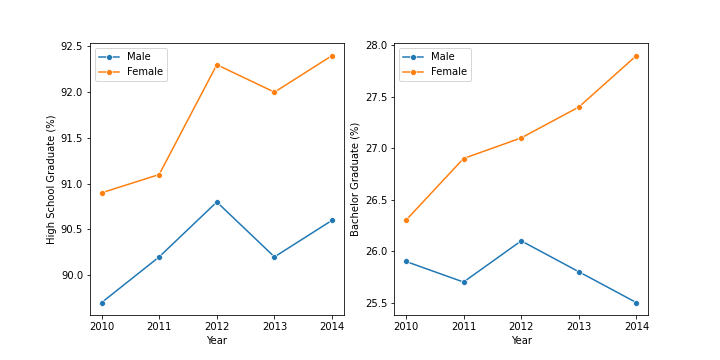 High School Graduate (%)
92.5
92.0
91.5
91.0
90.5
90.0
Male
Female
2010 2011 2012 2013 2014
Year
Bachelor Graduate (%)
28.0
27.5
27.0
26.5
26.0
25.5
Male
Female
2010 2011 2012 2013 2014
Year